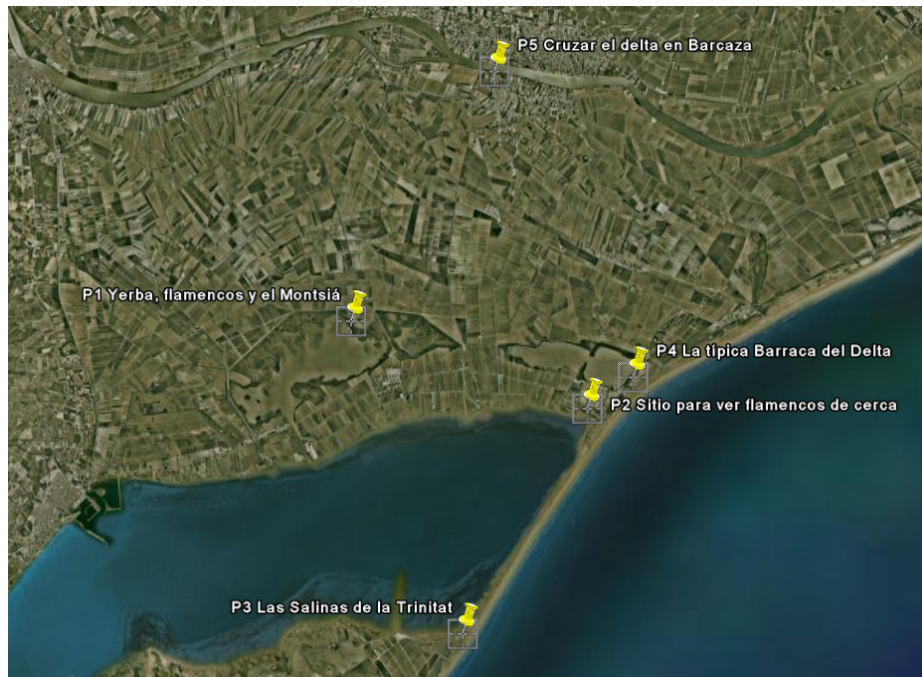 P5 Cruzar el delta en Barcaza
P1 Yerba, flamencos y el Montsiá
P4 La típica Barraca del Delta
P2 Sitio para ver flamencos de cerca
P3 Las Salinas de la Trinitat